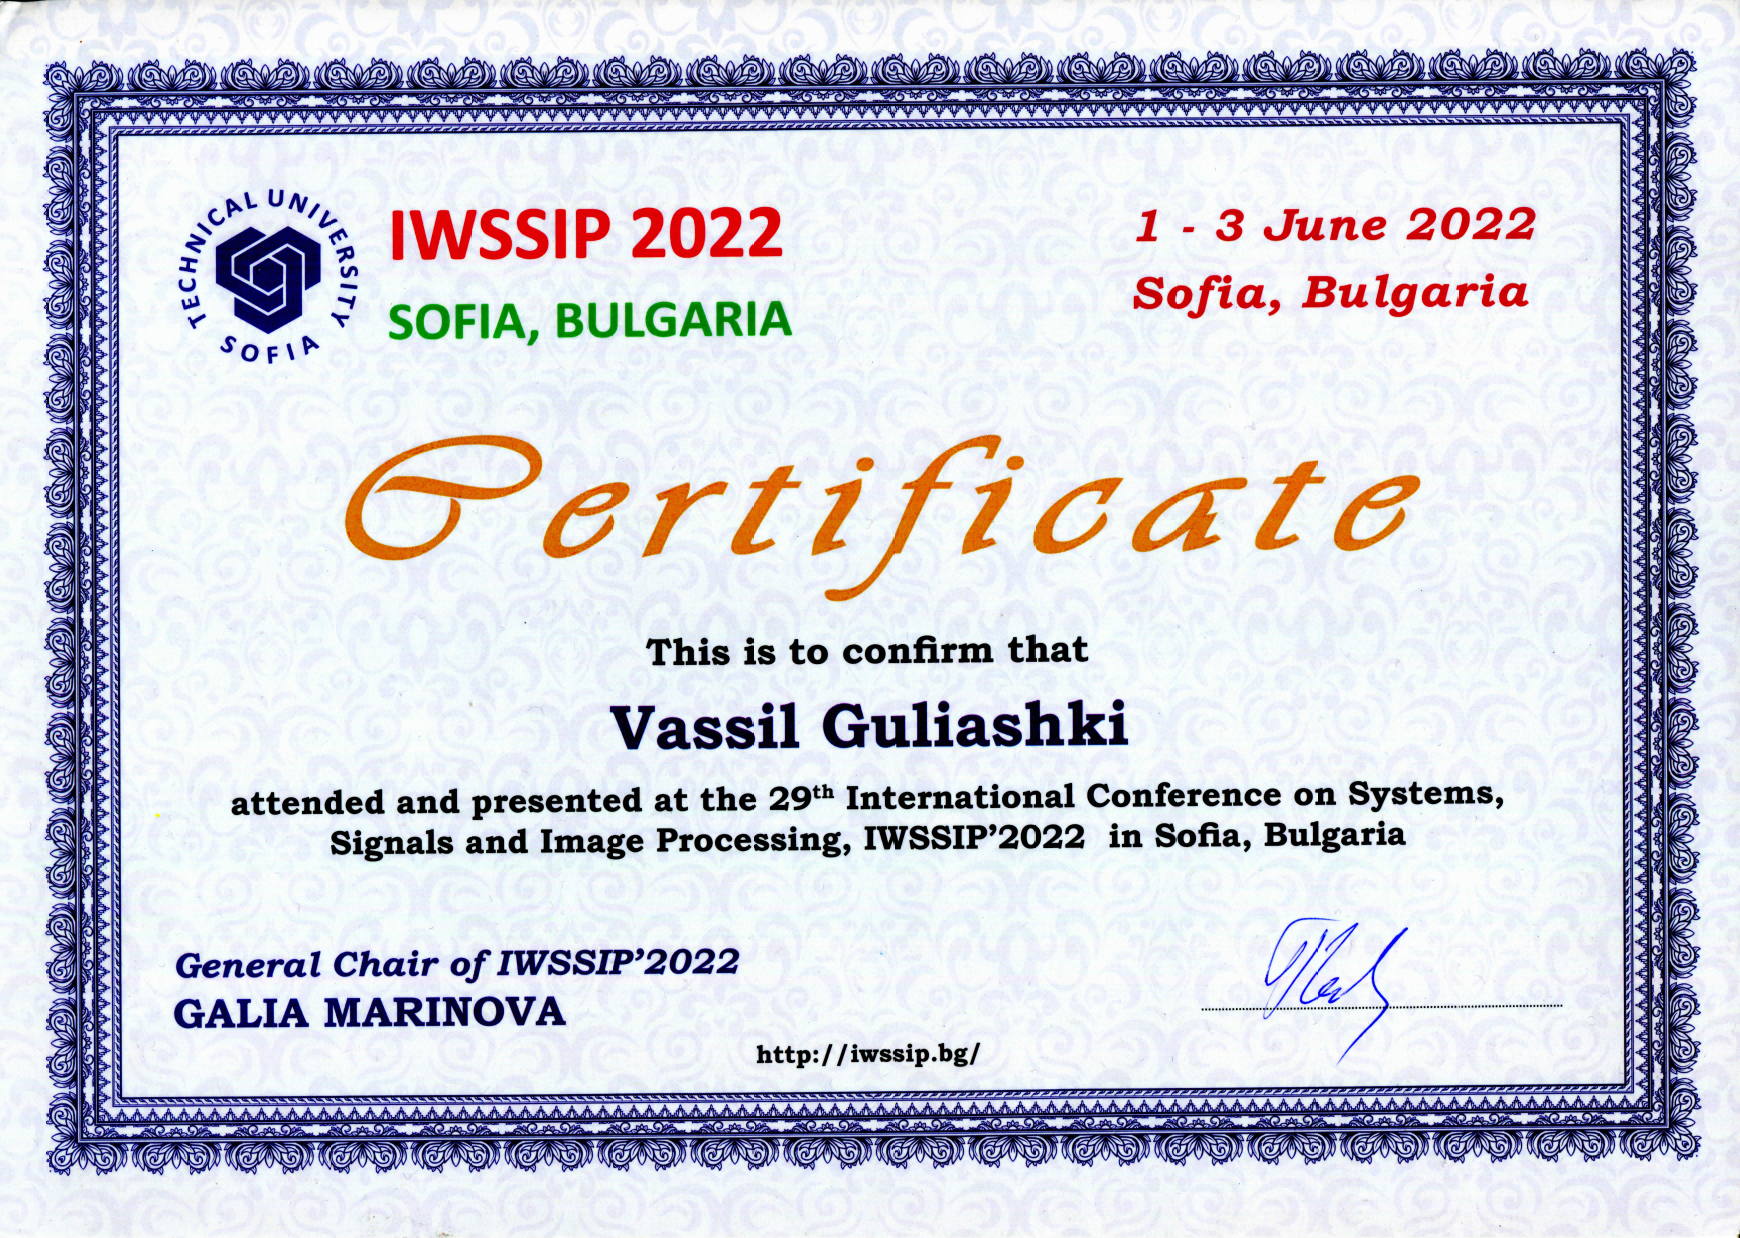 TECHNICAL UNIVERSITY
SOFIA
IWSSIP 2022
SOFIA, BULGARIA
1 - 3 June 2022
Sofia, Bulgaria
Certificate
This is to confirm that
Vassil Guliashki
attended and presented at the 29th International Conference on Systems,
Signals and Image Processing, IWSSIP’2022 in Sofia, Bulgaria
General Chair of IWSSIP’2022
GALIA MARINOVA
http://iwssip.bg/